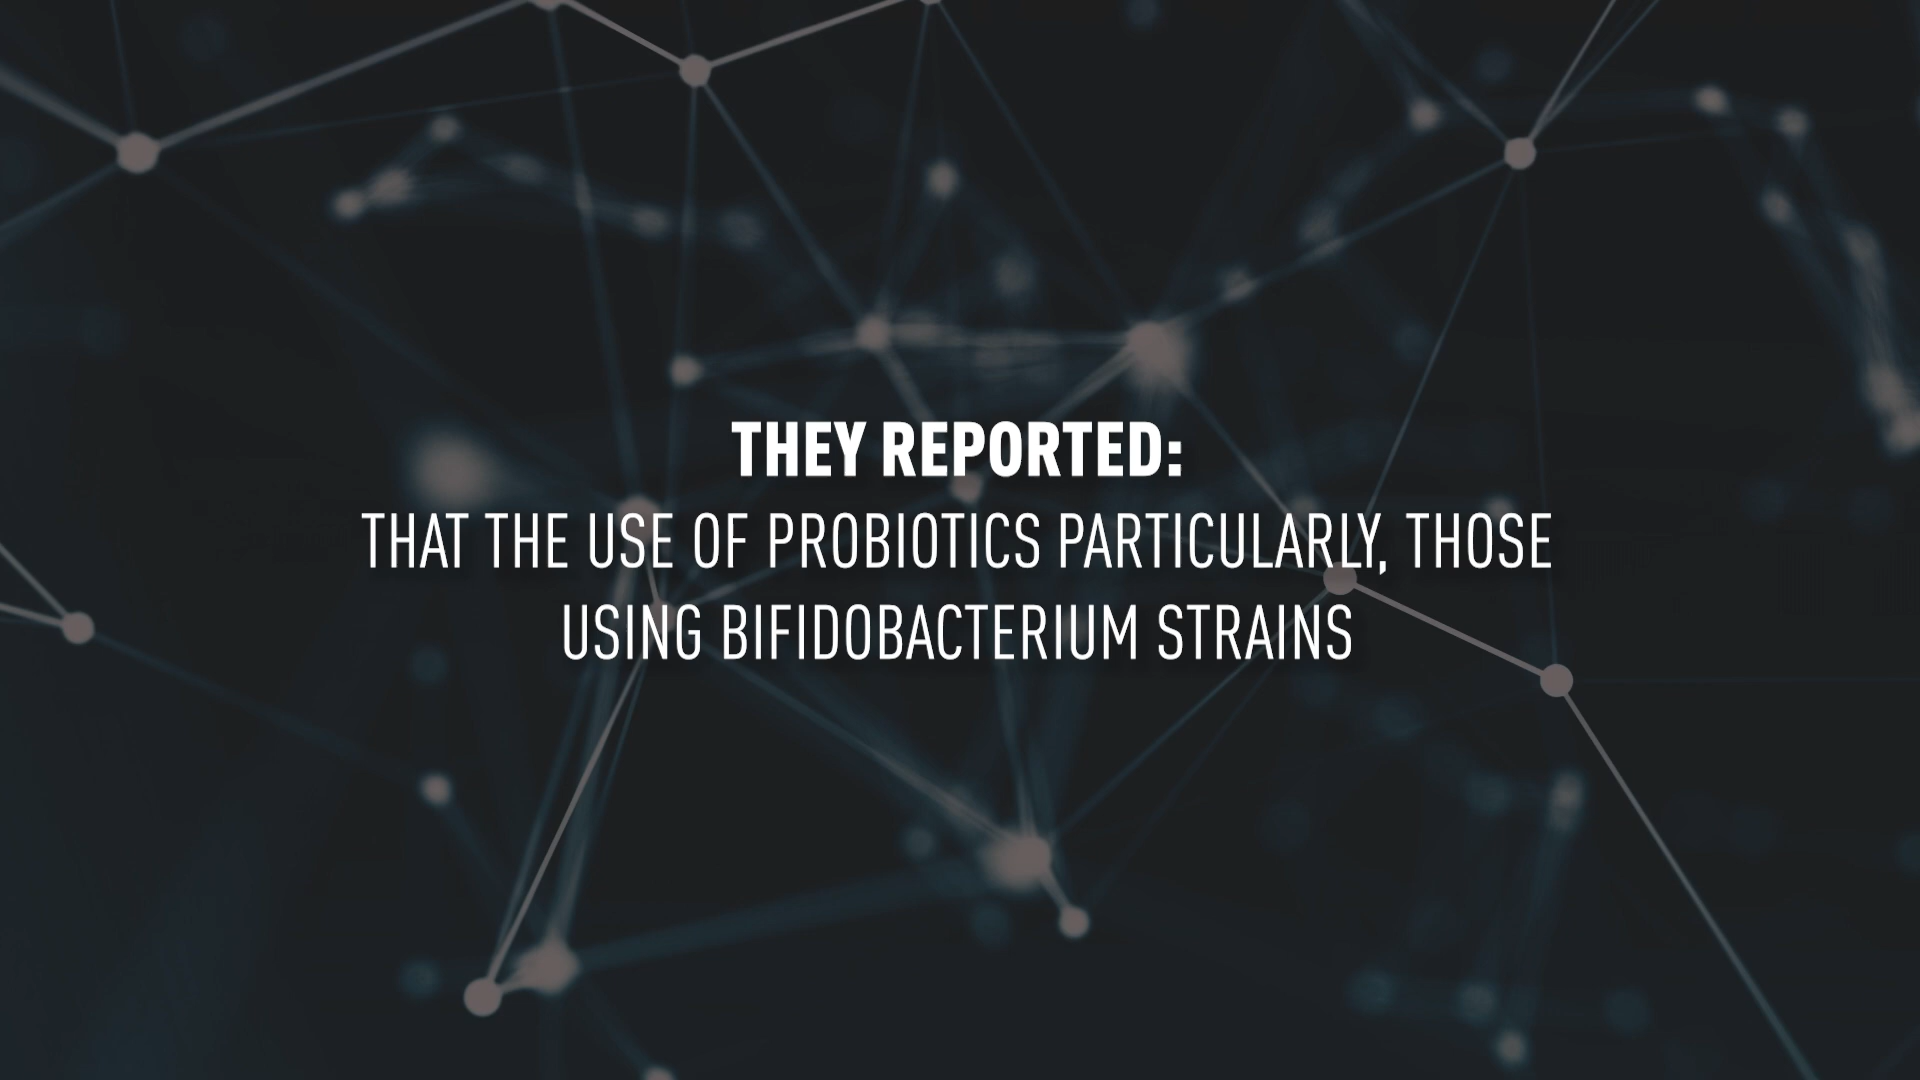 THEY REPORTED:
THAT THE USE OF PROBIOTICS PARTICULARLY, THOSE
USING BIFIDOBACTERIUM STRAINS